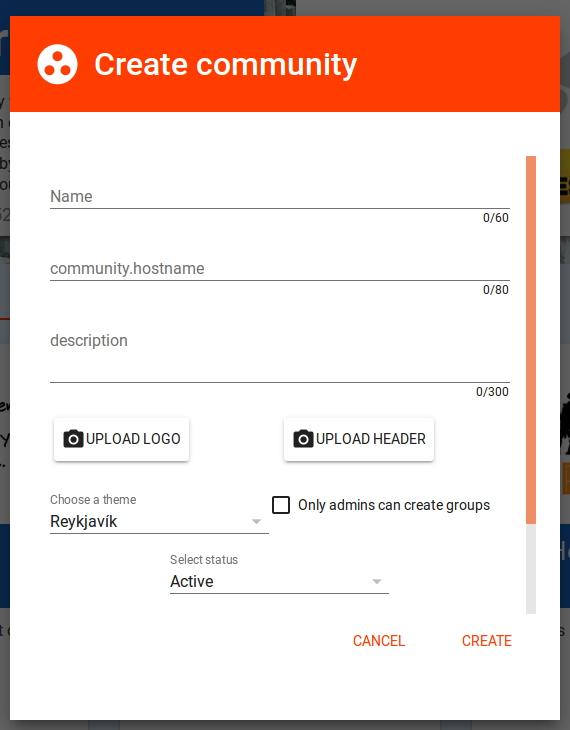 Create community
Name
0/60
community.hostname
0/80
description
0/300
UPLOAD LOGO
UPLOAD HEADER
Choose a theme
Reykjavík
Only admins can create groups
Select status
Active
CANCEL
CREATE